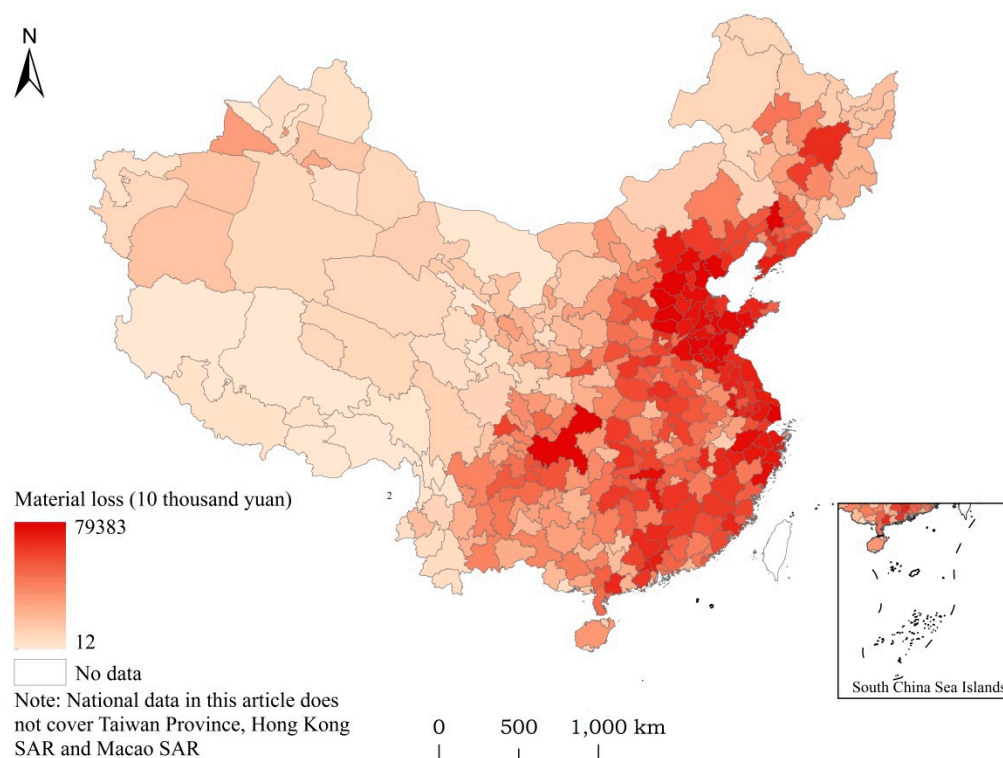 N
2
Material loss (10 thousand yuan)
79383
12
No data
Note: National data in this article does
not cover Taiwan Province, Hong Kong
SAR and Macao SAR
0 500 1,000 km
South China Sea Islands